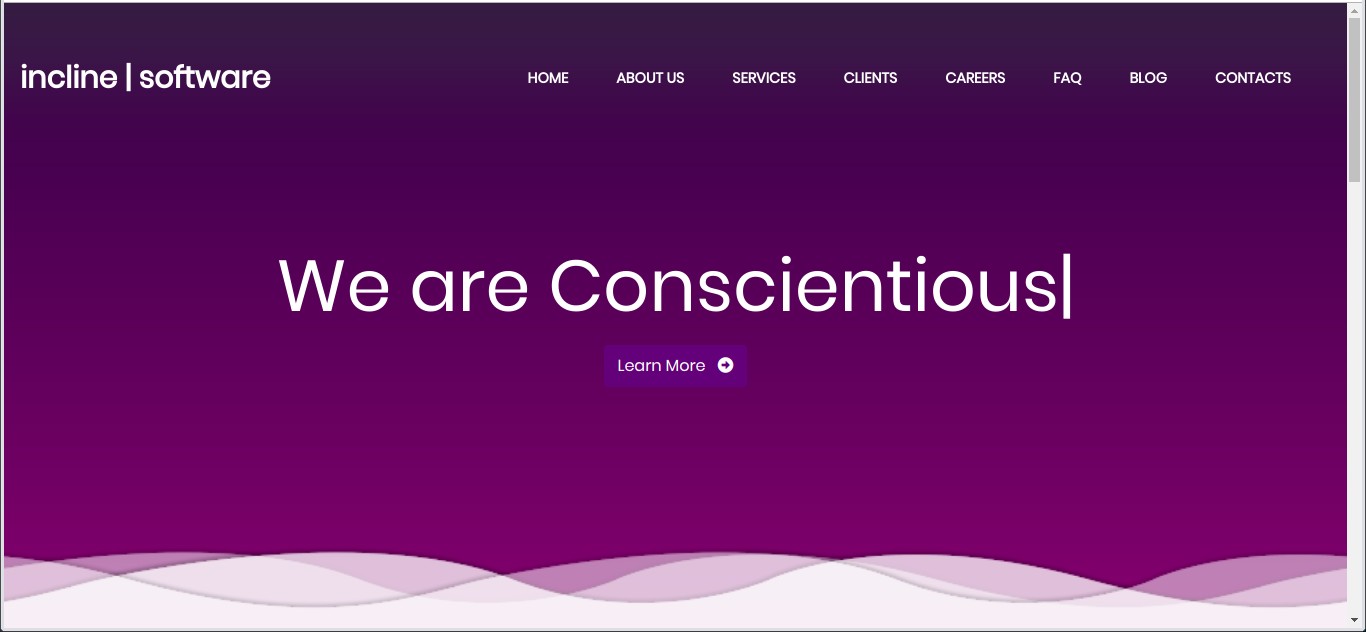 incline | software
HOME ABOUT US SERVICES CLIENTS CAREERS FAQ BLOG CONTACTS
We are Conscientious|
Learn More